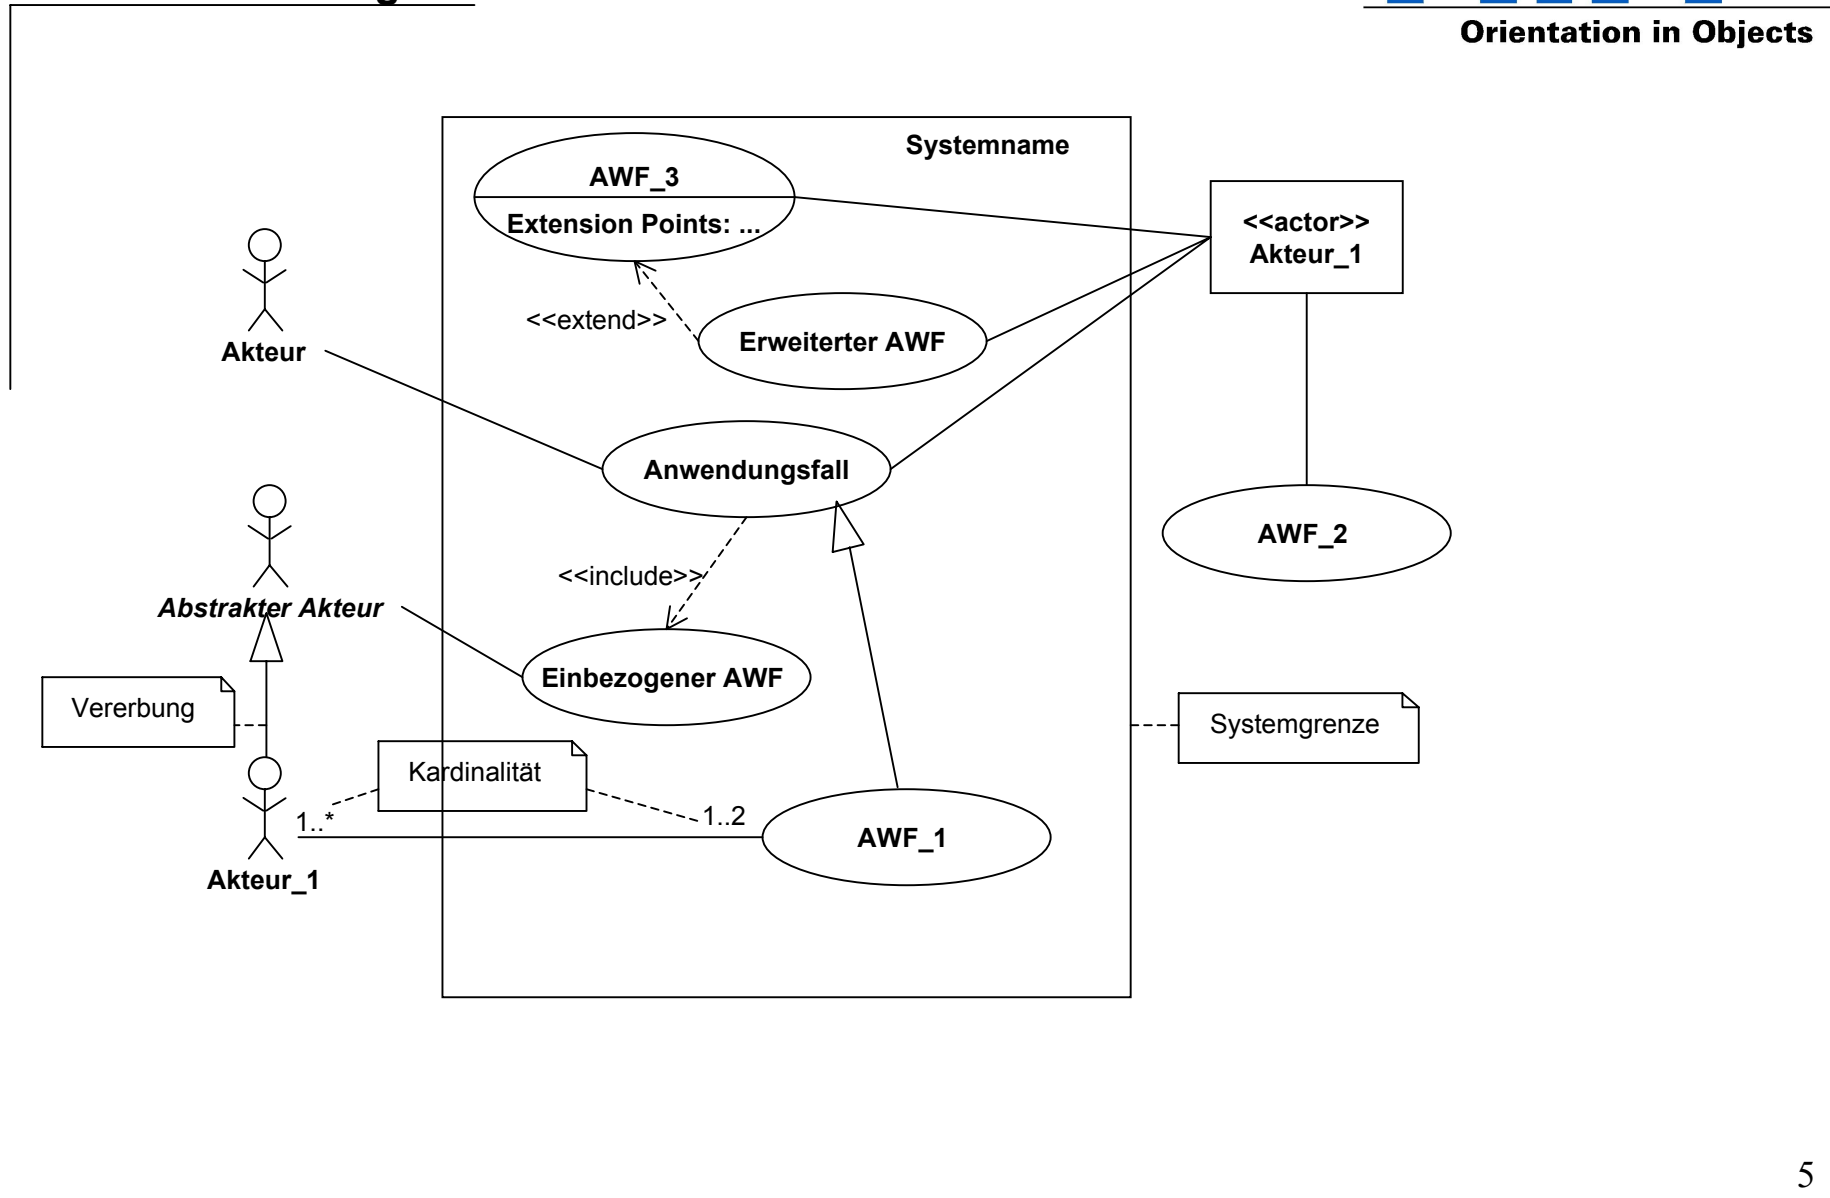 Orientation in Objects
Systemname
AWF_3
Extension Points: ...
<<actor>>
Akteur_1
<<extend>>
Erweiterter AWF
Akteur
Anwendungsfall
AWF_2
<<include>>
Abstrakter Akteur
Einbezogener AWF
Vererbung
Systemgrenze
Kardinalität
1..*
1..2
AWF_1
Akteur_1
5